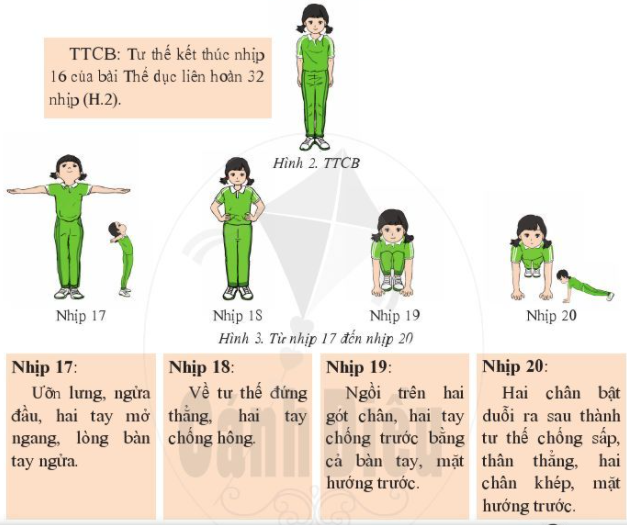 TTCB: Tư thế kết thúc nhịp
16 của bài Thể dục liên hoàn 32
nhịp (H.2).
Hình 2. TTCB
Nhịp 17
Nhịp 18
Nhịp 19
Nhịp 20
Hình 3. Từ nhịp 17 đến nhịp 20
Nhịp 17:
Ưỡn lưng, ngửa
đầu, hai tay mở
ngang, lòng bàn
tay ngửa.
Nhịp 18:
Về tư thế đứng
thẳng, hai tay
chống hông.
Nhịp 19:
Ngồi trên hai
gót chân, hai tay
chống trước bằng
cả bàn tay, mặt
hướng trước.
Nhịp 20:
Hai chân bật
duỗi ra sau thành
tư thế chống sấp,
thân thẳng, hai
chân khép, mặt
hướng trước.
Cánh Diều